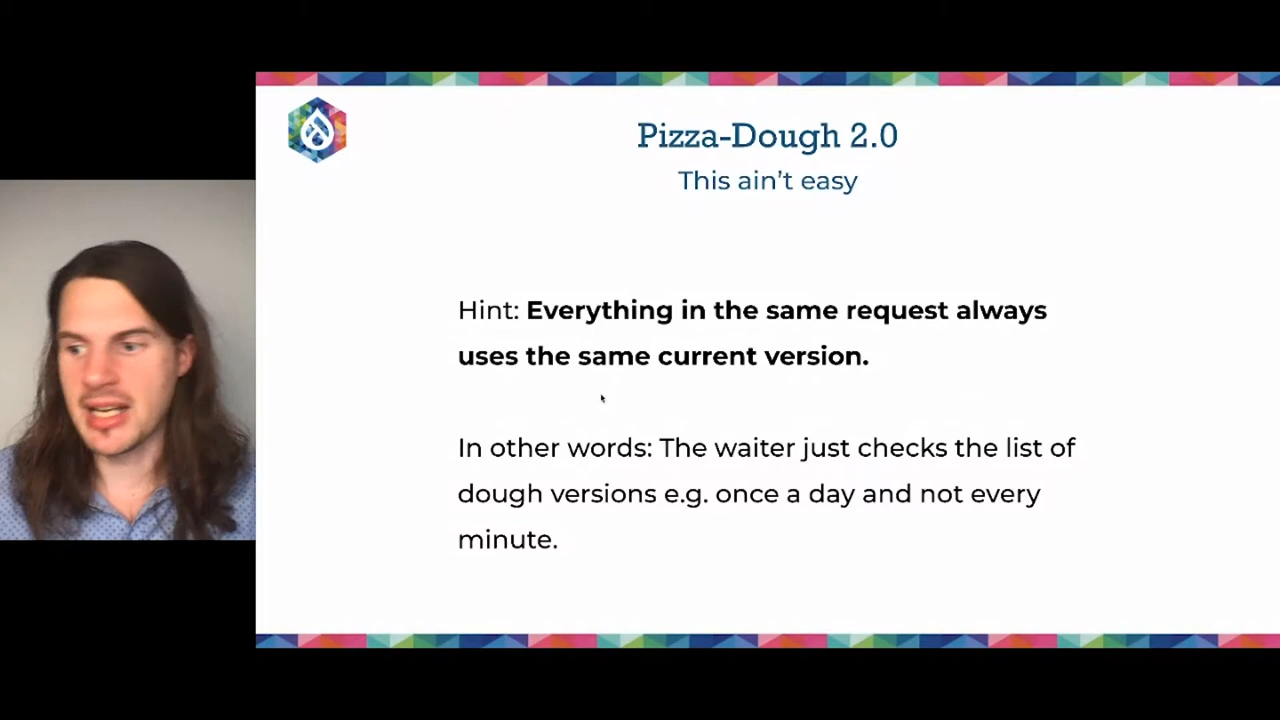 Pizza-Dough 2.0
This ain't easy
Hint: Everything in the same request always
uses the same current version.
In other words: The waiter just checks the list of
dough versions e.g. once a day and not every
minute.